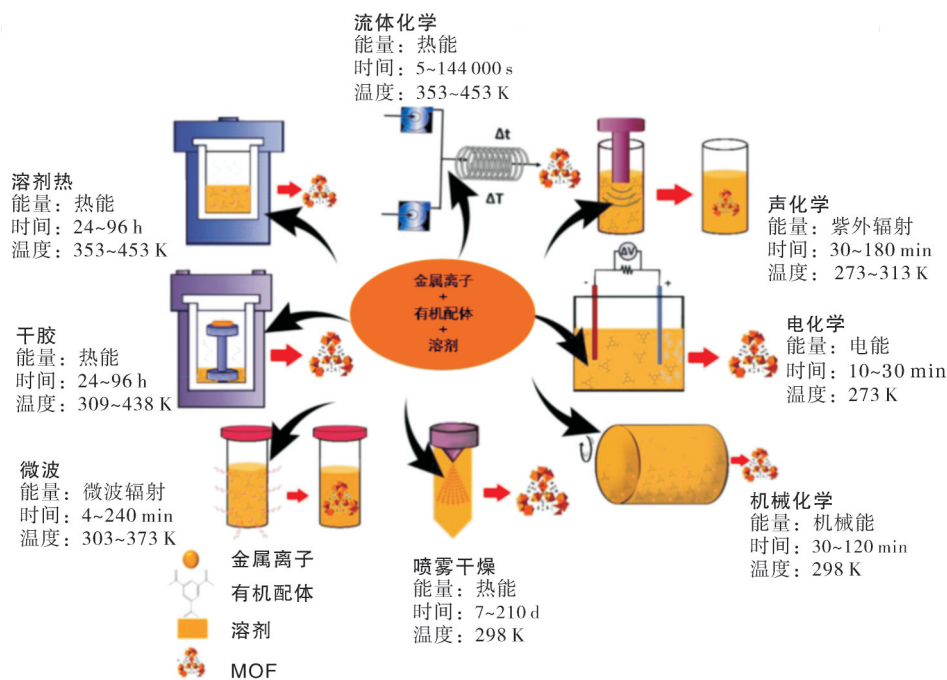 流体化学
能量：热能
时间：5~144 000 s
温度：353~453 K
Δt
ΔT
溶剂热
能量：热能
时间：24~96 h
温度：353~453 K
声化学
能量：紫外辐射
时间：30~180 min
温度：273~313 K
金属离子
+
有机配体
+
溶剂
ΔV
-
+
干胶
能量：热能
时间：24~96 h
温度：309~438 K
电化学
能量：电能
时间：10~30 min
温度：273 K
微波
能量：微波辐射
时间：4~240 min
温度：303~373 K
喷雾干燥
能量：热能
时间：7~210 d
温度：298 K
机械化学
能量：机械能
时间：30~120 min
温度：298 K
金属离子
有机配体
溶剂
MOF